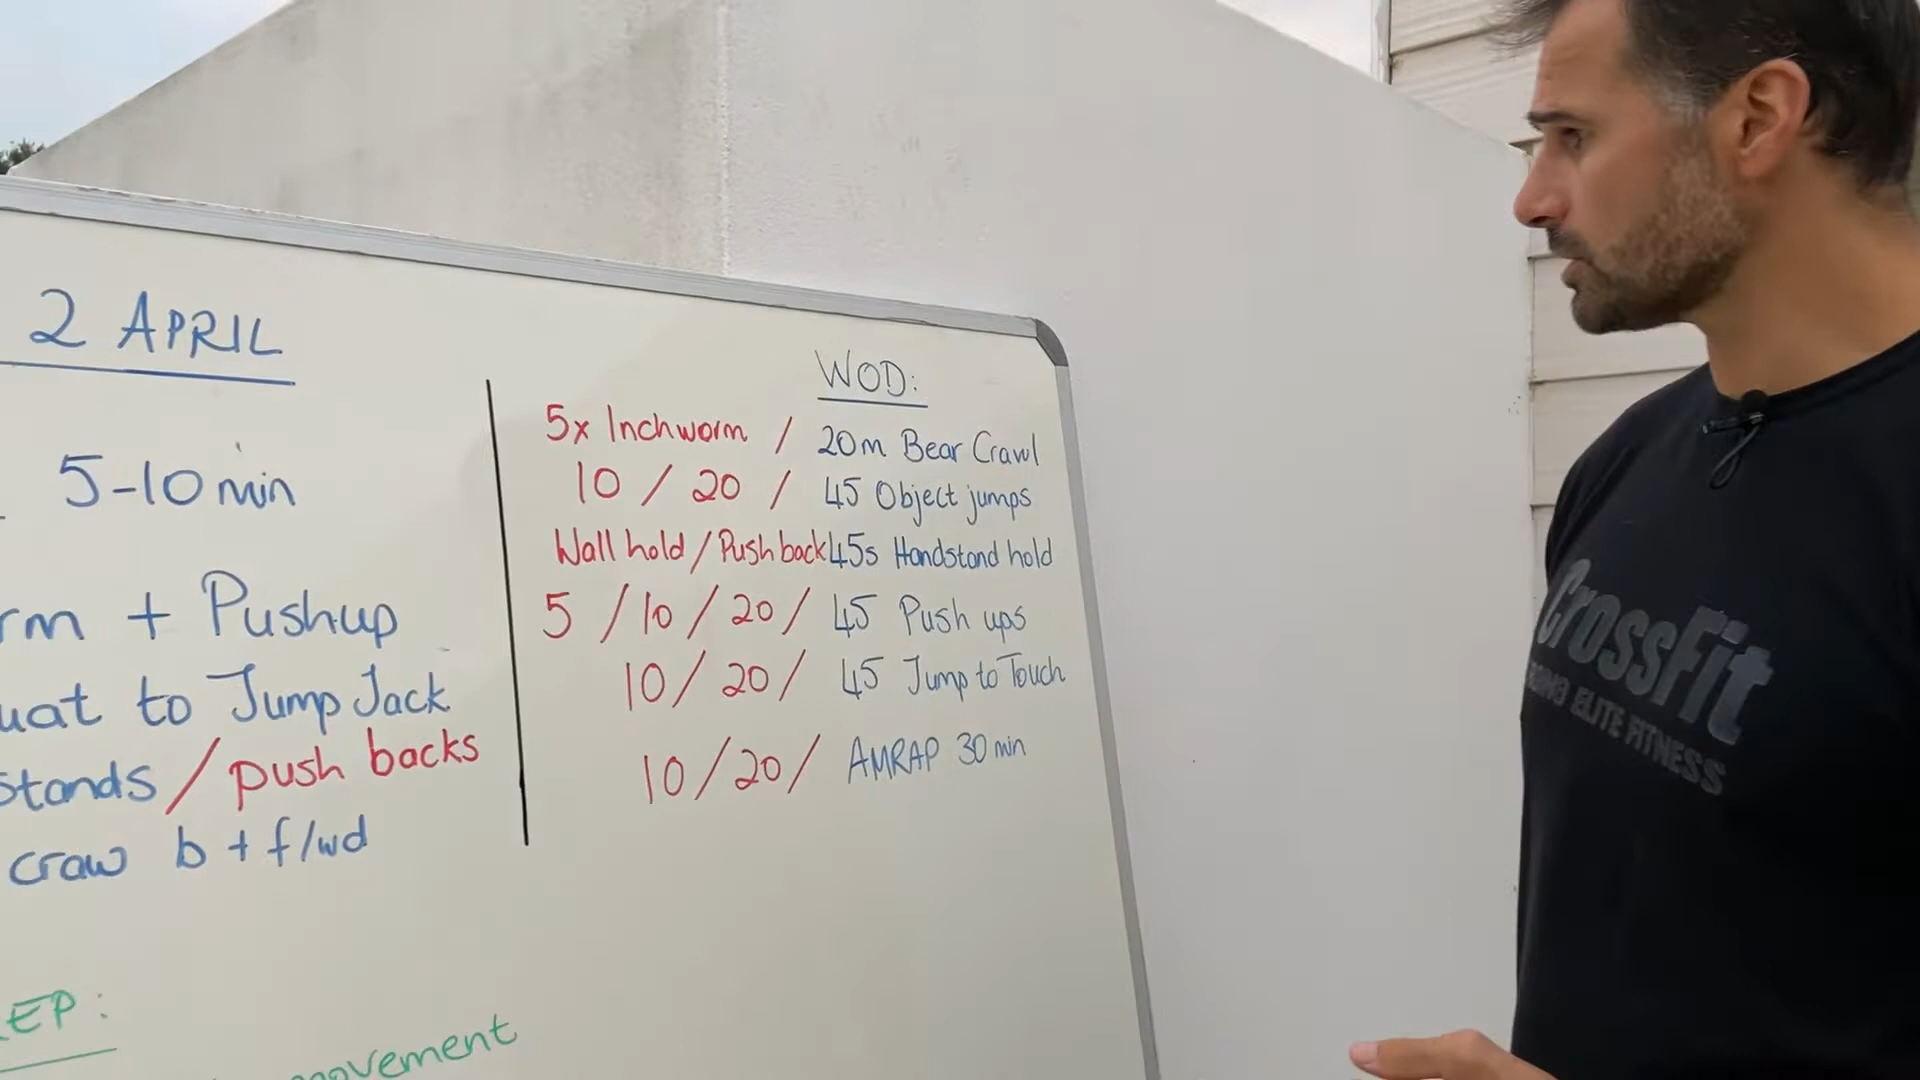 2 APRIL
5-10 min
rm + Pushup
uat to Jump Jack
stands / push backs
craw b + f/wd
EP:
movement
WOD:
5x Inchworm / 20m Bear Crawl
10 / 20 / 45 Object jumps
Wall hold / Push back 45s Handstand hold
5 / 10 / 20 / 45 Push ups
10 / 20 / 45 Jump to Touch
10 / 20 / AMRAP 30 min
CROSSFIT
ELITE FITNESS